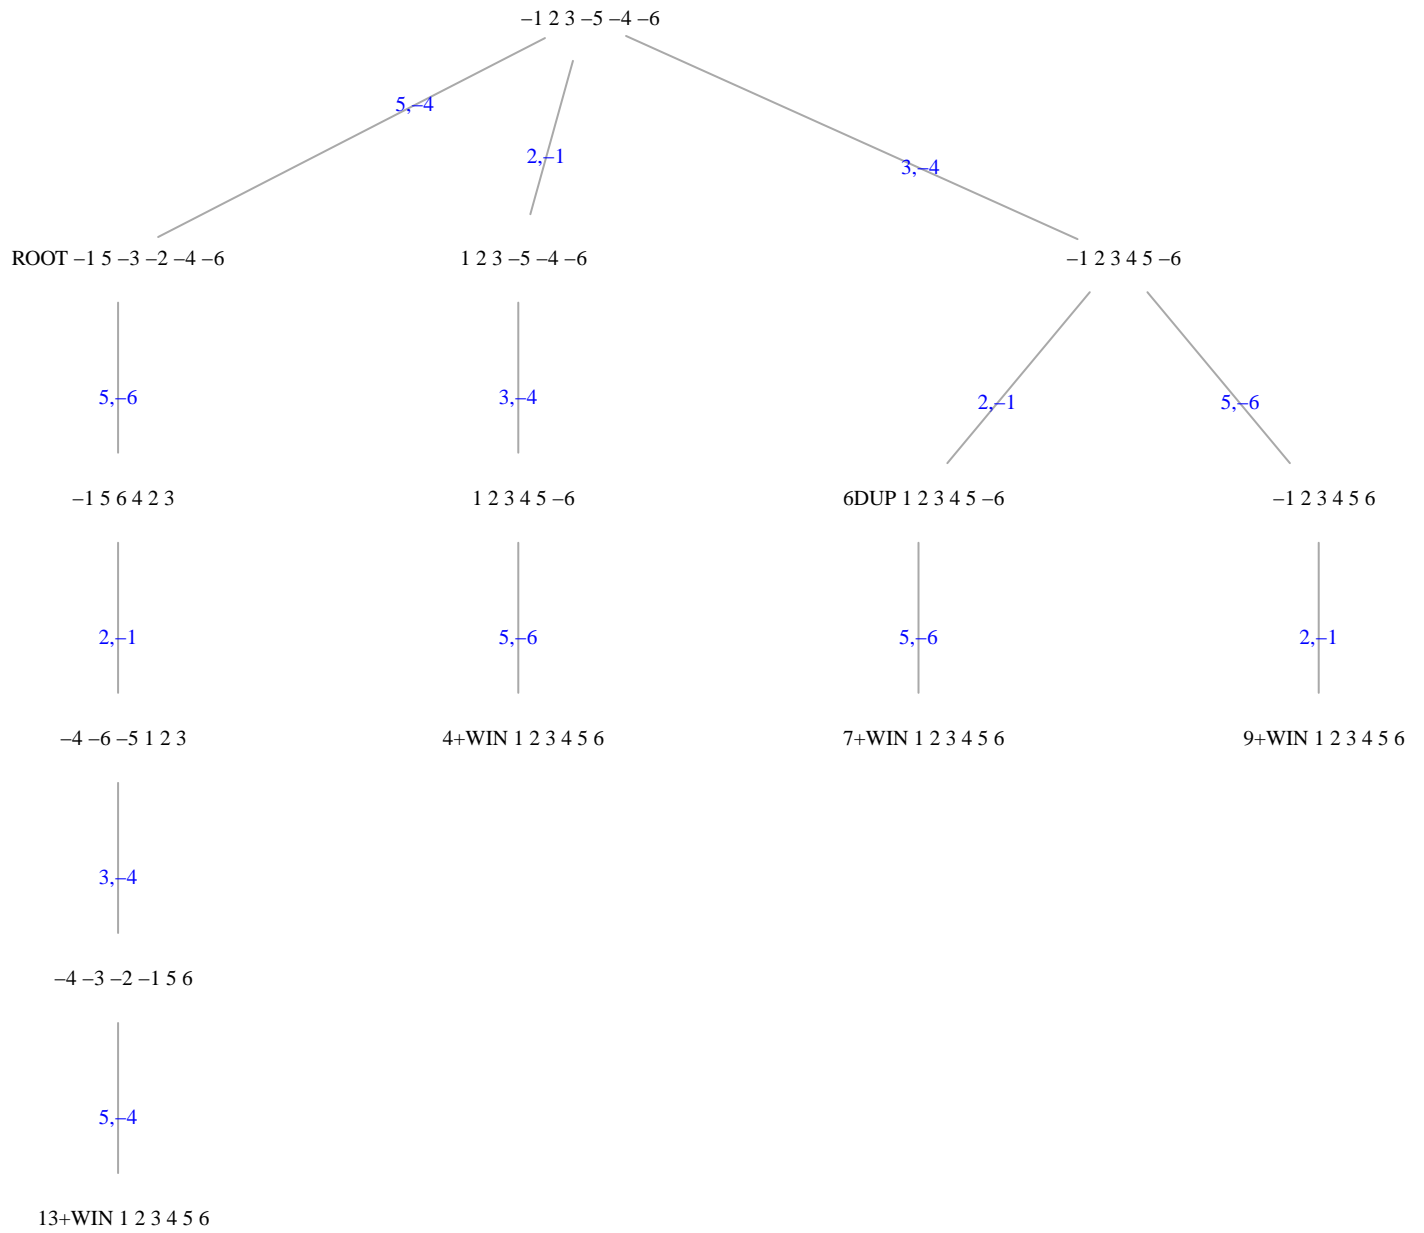 –1 2 3 –5 –4 –6
5,–4
2,–1
3,–4
ROOT –1 5 –3 –2 –4 –6
1 2 3 –5 –4 –6
–1 2 3 4 5 –6
5,–6
3,–4
2,–1
5,–6
–1 5 6 4 2 3
1 2 3 4 5 –6
6DUP 1 2 3 4 5 –6
–1 2 3 4 5 6
2,–1
5,–6
5,–6
2,–1
–4 –6 –5 1 2 3
4+WIN 1 2 3 4 5 6
7+WIN 1 2 3 4 5 6
9+WIN 1 2 3 4 5 6
3,–4
–4 –3 –2 –1 5 6
5,–4
13+WIN 1 2 3 4 5 6